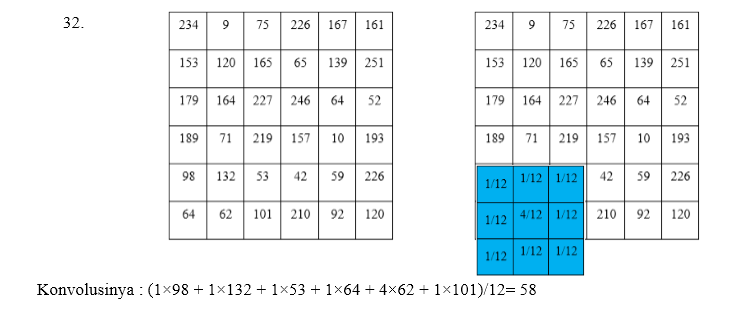 32.
234 9 75 226 167 161 234 9 75 226 167 161
153 120 165 65 139 251 153 120 165 65 139 251
179 164 227 246 64 52 179 164 227 246 64 52
189 71 219 157 10 193 189 71 219 157 10 193
98 132 53 42 59 226 1/12 1/12 1/12 42 59 226
64 62 101 210 92 120 1/12 4/12 1/12 210 92 120
1/12 1/12 1/12
Konvolusinya : (1×98 + 1×132 + 1×53 + 1×64 + 4×62 + 1×101)/12= 58